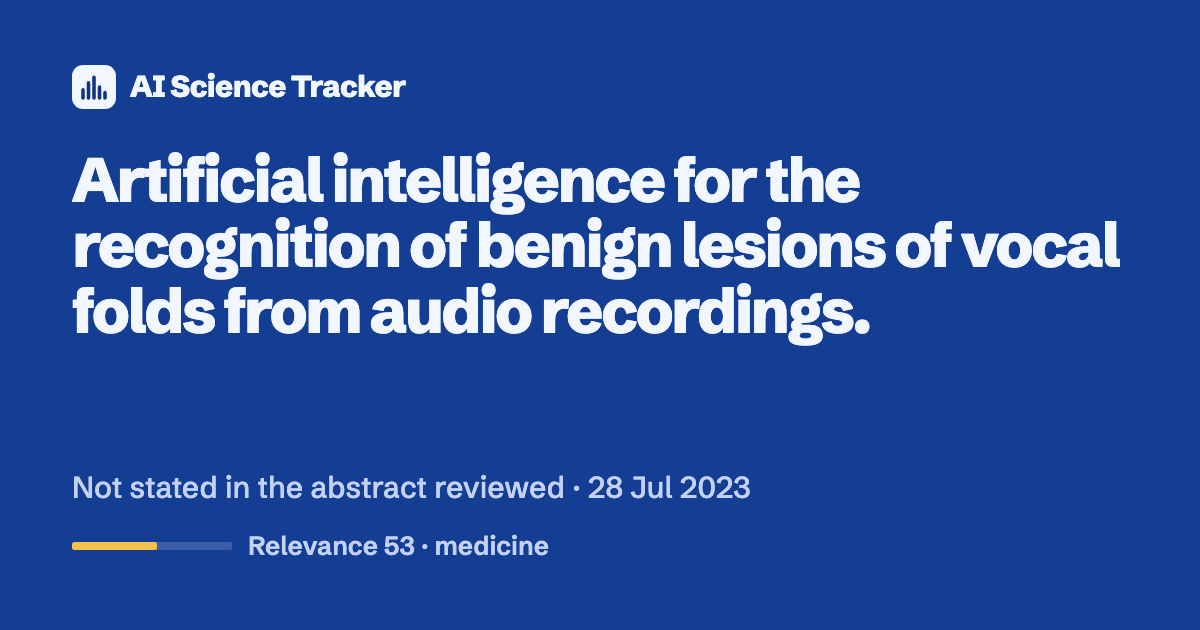 AI Science Tracker
Artificial intelligence for the
recognition of benign lesions of vocal
folds from audio recordings.
Not stated in the abstract reviewed · 28 Jul 2023
Relevance 53 · medicine